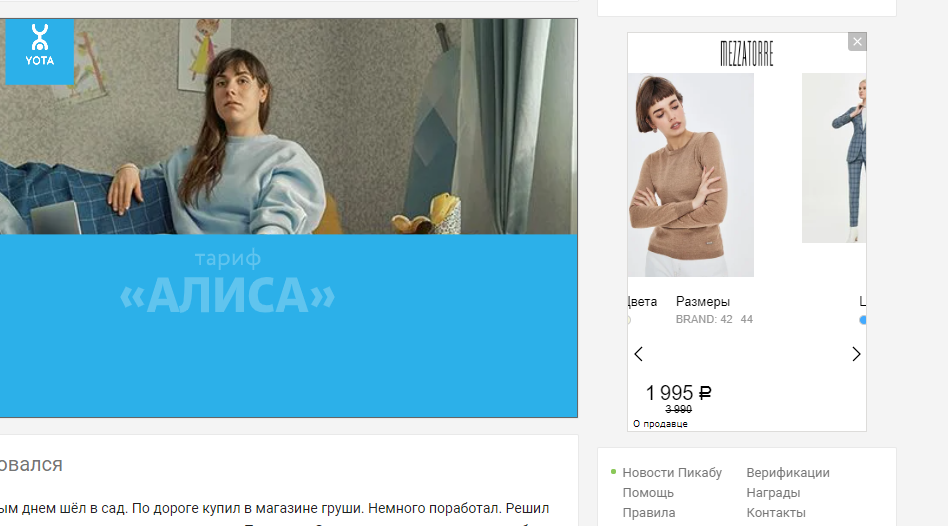 YOTA
тариф
«АЛИСА»
овался
ым днем шёл в сад. По дороге купил в магазине груши. Немного поработал. Решил
MEZZATORRE
Цвета
Размеры
BRAND: 42 44
1 995 ₽
3 990
О продавце
Новости Пикабу
Верификации
Помощь
Награды
Правила
Контакты